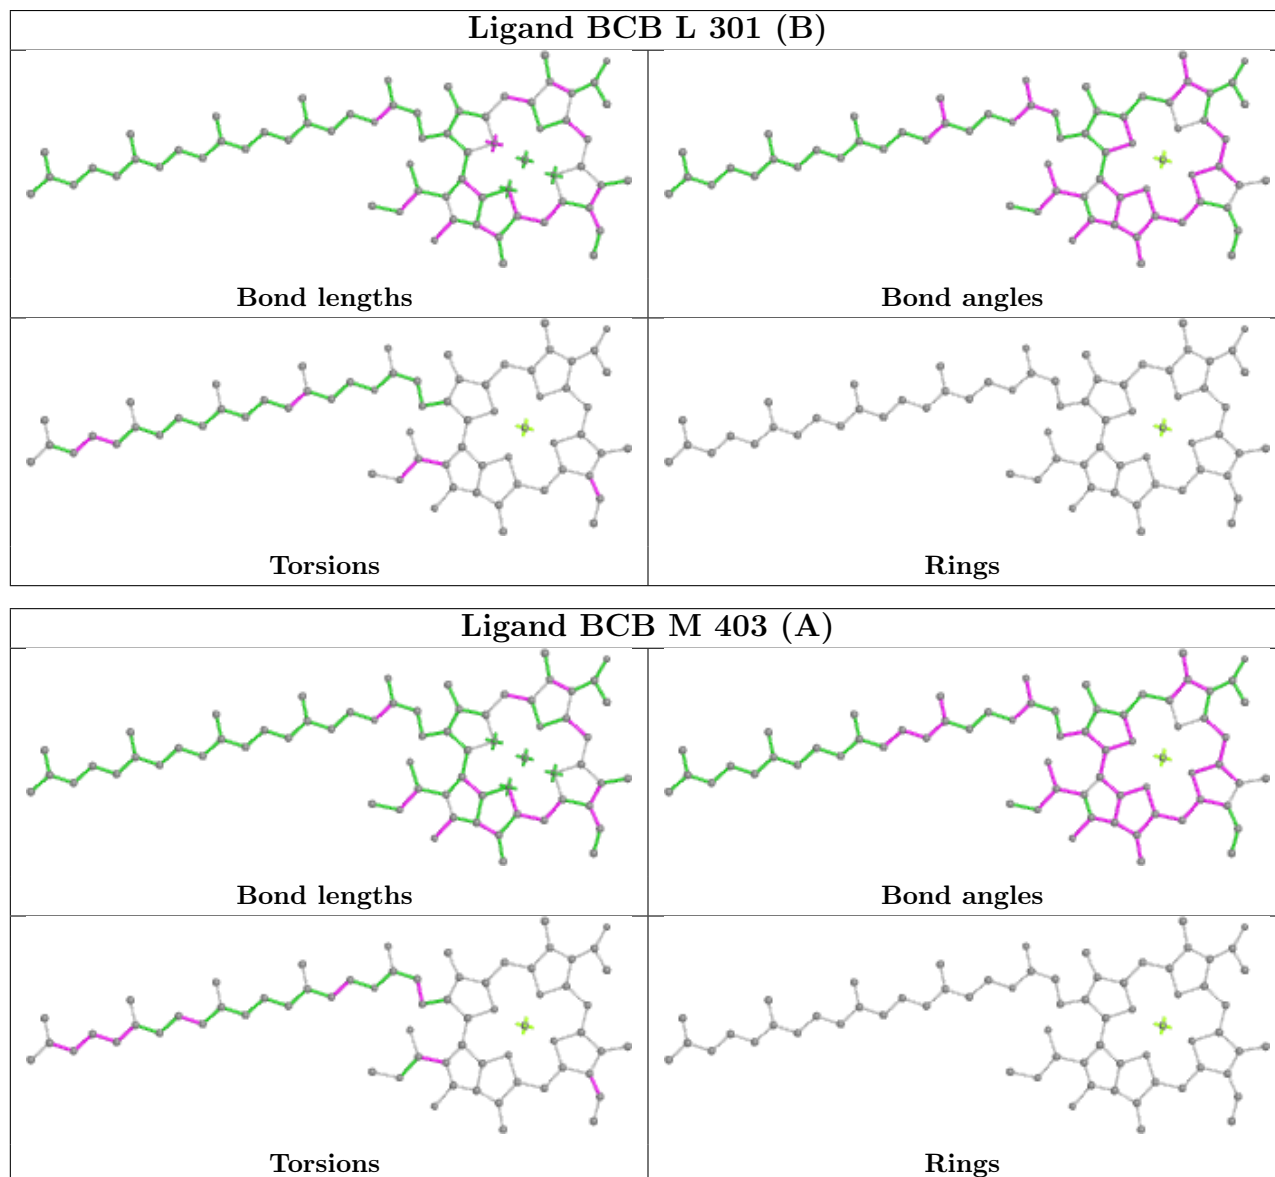 Ligand BCB L 301 (B)
Bond lengths
Bond angles
Torsions
Rings
Ligand BCB M 403 (A)
Bond lengths
Bond angles
Torsions
Rings